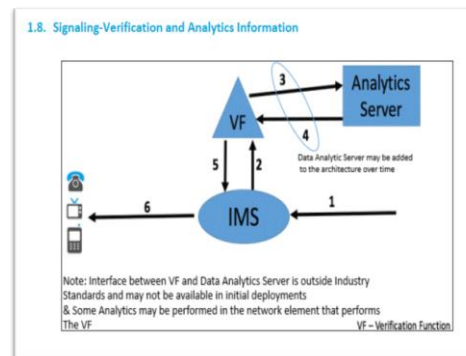 1.8. Signaling-Verification and Analytics Information
3
Analytics
Server
VF
4
Data Analytic Server may be added
to the architecture over time
5
2
6
1
IMS
Note: Interface between VF and Data Analytics Server is outside Industry
Standards and may not be available in initial deployments
& Some Analytics may be performed in the network element that performs
The VF
VF – Verification Function